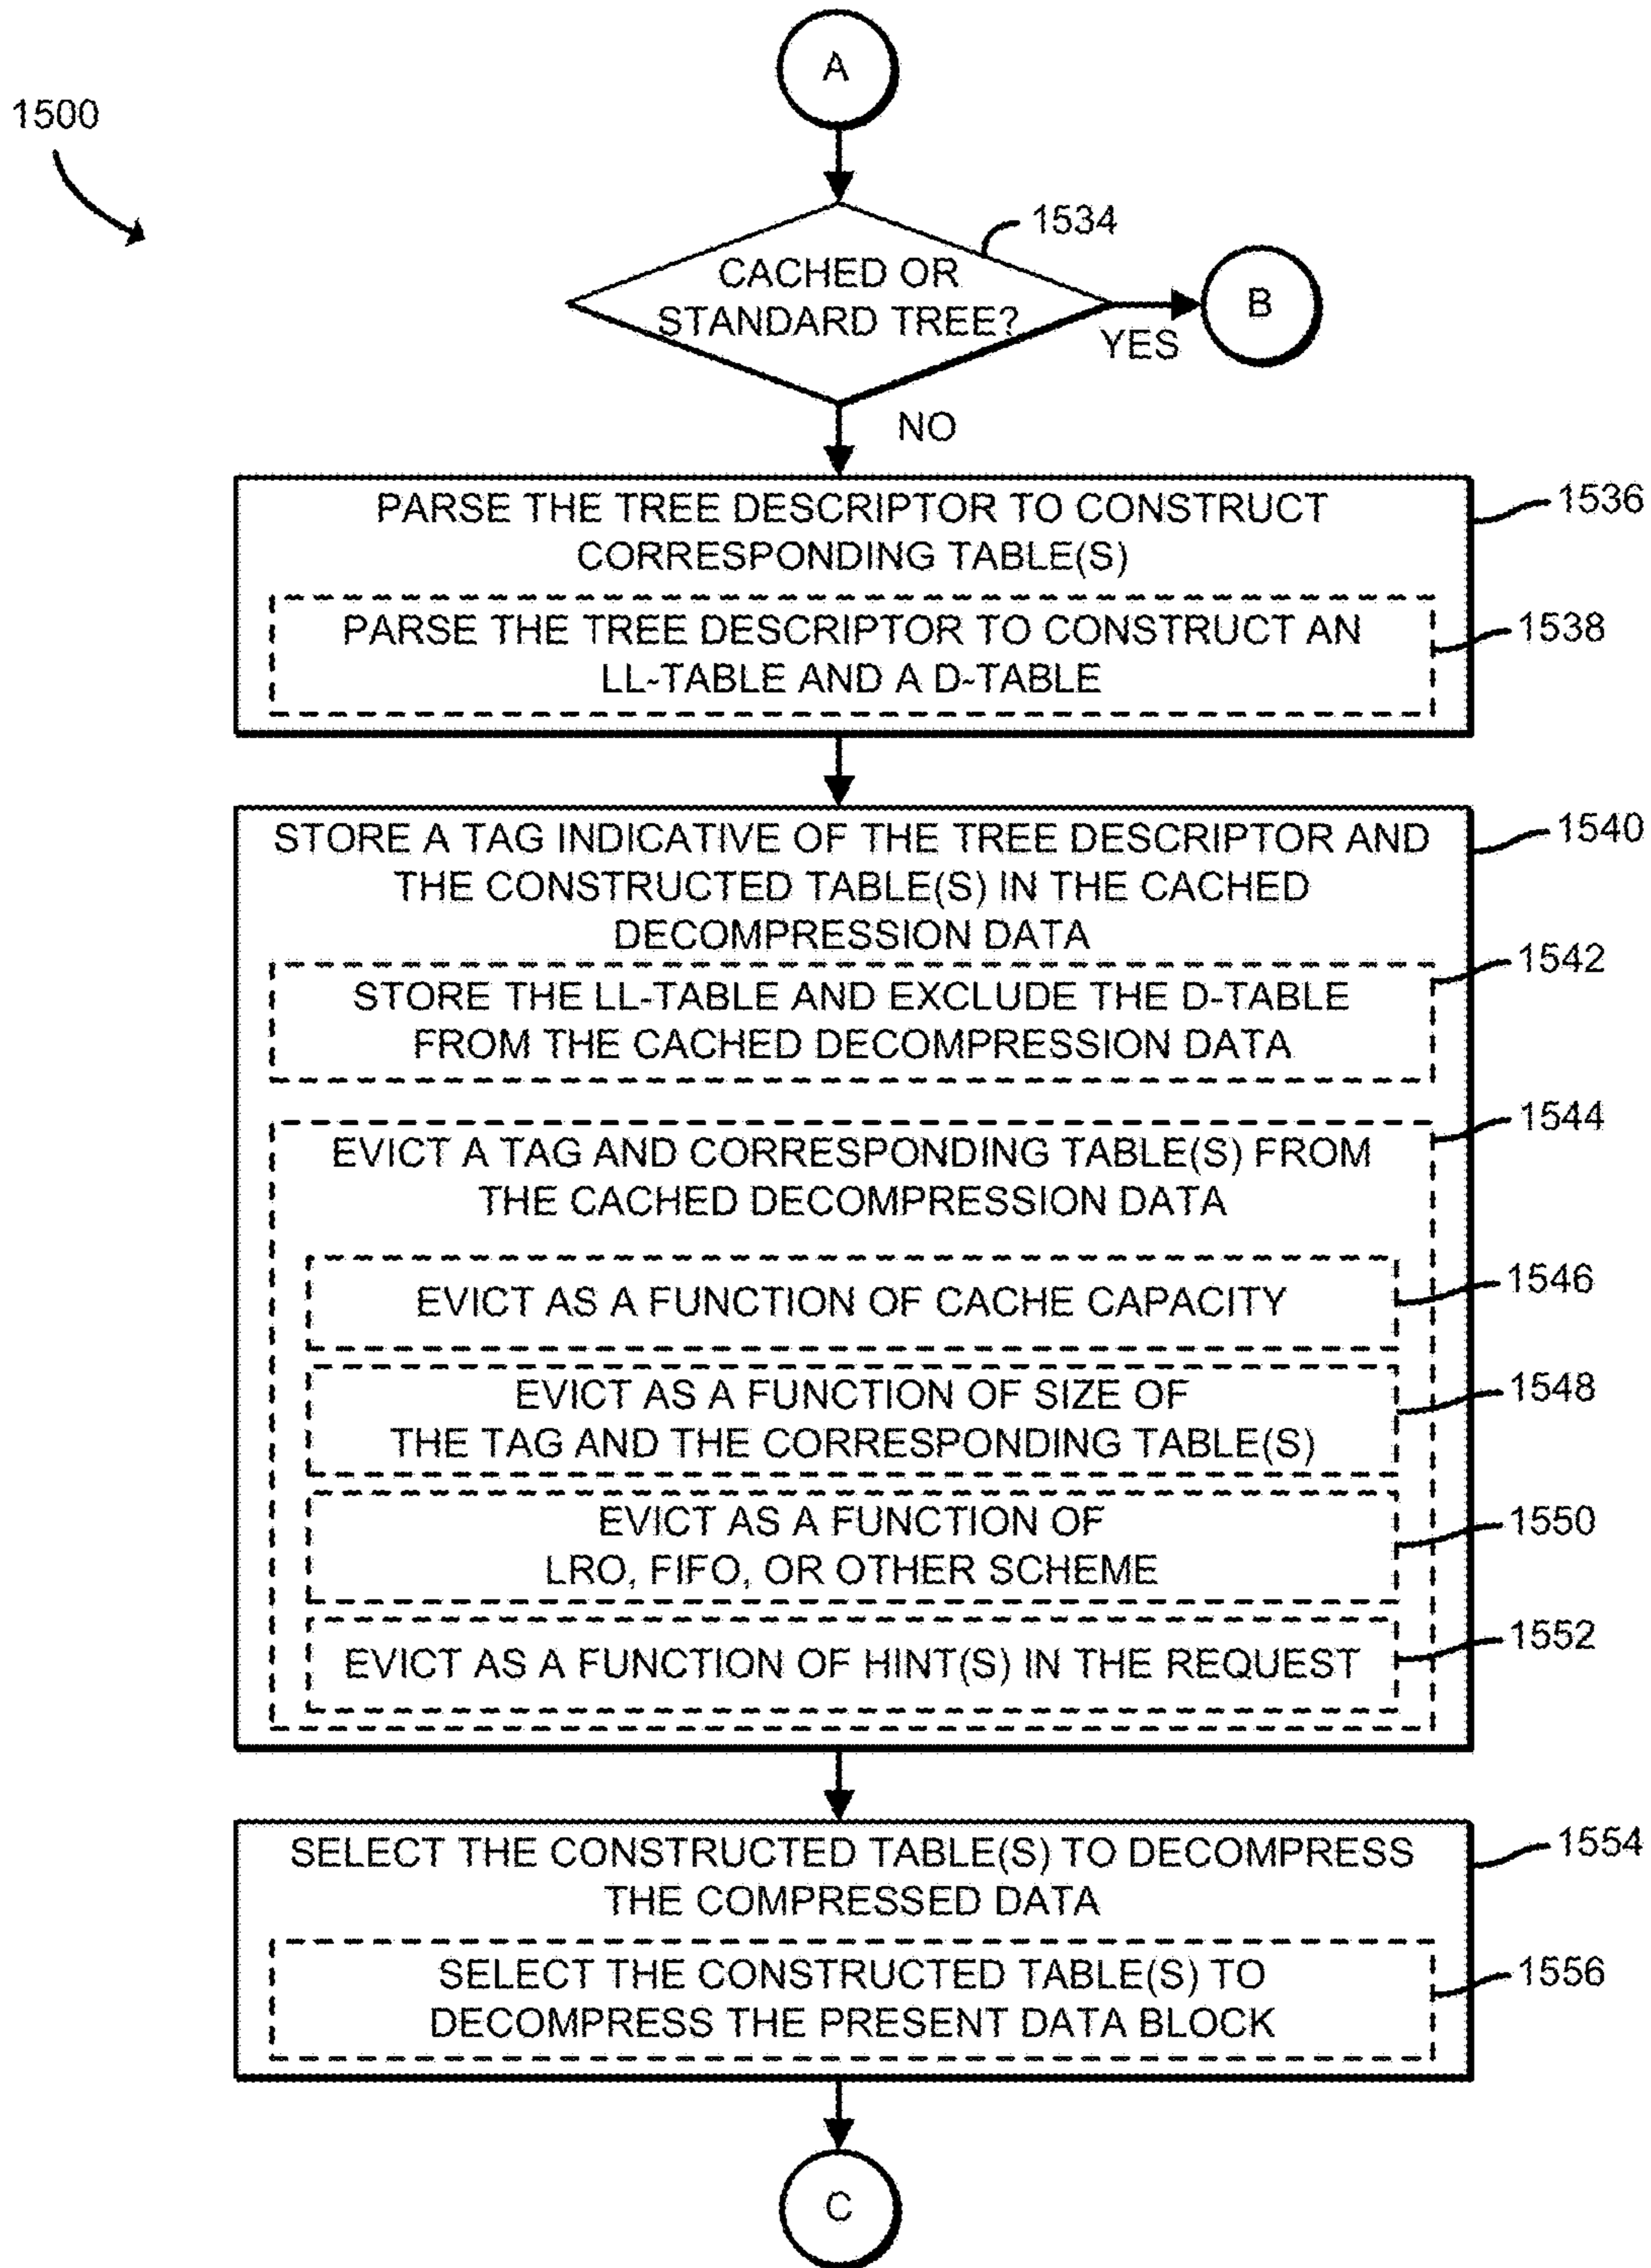 A
1500
1534
CACHED OR
STANDARD TREE?
B
YES
NO
PARSE THE TREE DESCRIPTOR TO CONSTRUCT
CORRESPONDING TABLE(S)
1536
PARSE THE TREE DESCRIPTOR TO CONSTRUCT AN
LL-TABLE AND A D-TABLE
1538
STORE A TAG INDICATIVE OF THE TREE DESCRIPTOR AND
THE CONSTRUCTED TABLE(S) IN THE CACHED
DECOMPRESSION DATA
1540
STORE THE LL-TABLE AND EXCLUDE THE D-TABLE
FROM THE CACHED DECOMPRESSION DATA
1542
EVICT A TAG AND CORRESPONDING TABLE(S) FROM
THE CACHED DECOMPRESSION DATA
1544
EVICT AS A FUNCTION OF CACHE CAPACITY
1546
EVICT AS A FUNCTION OF SIZE OF
THE TAG AND THE CORRESPONDING TABLE(S)
1548
EVICT AS A FUNCTION OF
LRO, FIFO, OR OTHER SCHEME
1550
EVICT AS A FUNCTION OF HINT(S) IN THE REQUEST
1552
SELECT THE CONSTRUCTED TABLE(S) TO DECOMPRESS
THE COMPRESSED DATA
1554
SELECT THE CONSTRUCTED TABLE(S) TO
DECOMPRESS THE PRESENT DATA BLOCK
1556
C